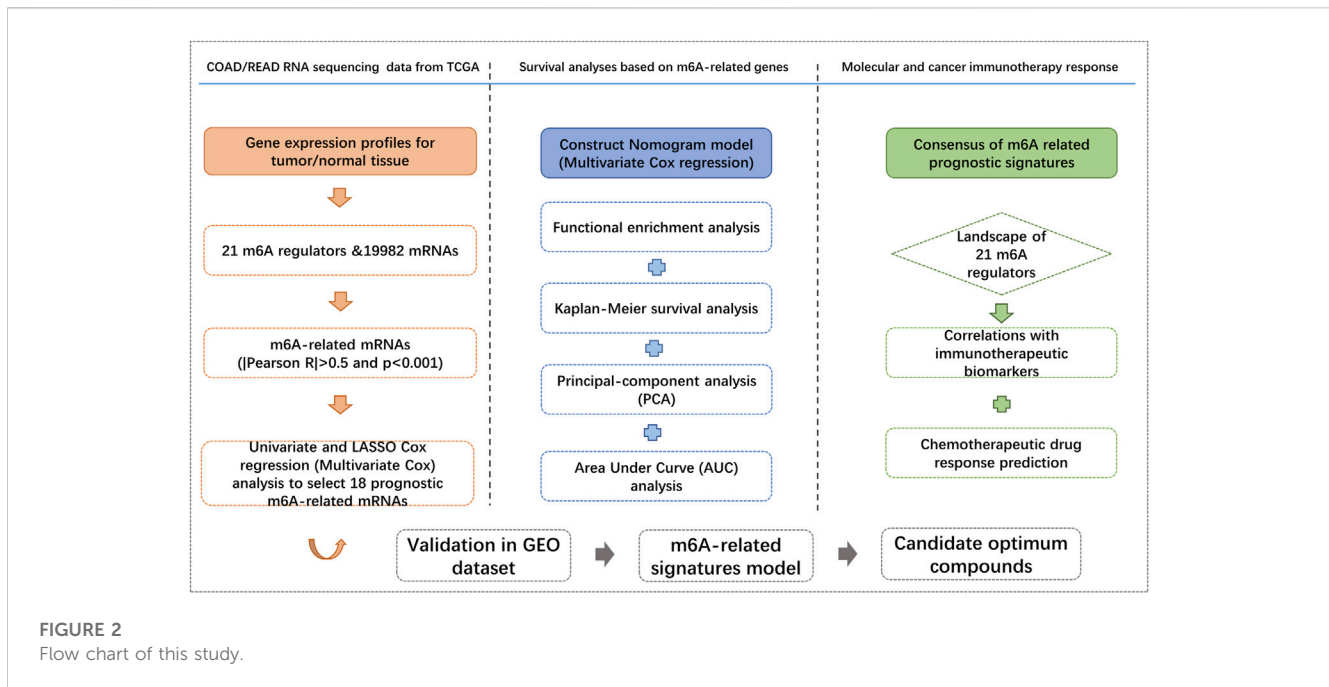 COAD/READ RNA sequencing data from TCGA
Gene expression profiles for
tumor/normal tissue
21 m6A regulators &19982 mRNAs
m6A-related mRNAs
(|Pearson R|>0.5 and p<0.001)
Univariate and LASSO Cox
regression (Multivariate Cox)
analysis to select 18 prognostic
m6A-related mRNAs
Survival analyses based on m6A-related genes
Construct Nomogram model
(Multivariate Cox regression)
Functional enrichment analysis
Kaplan-Meier survival analysis
Principal-component analysis
(PCA)
Area Under Curve (AUC)
analysis
Molecular and cancer immunotherapy response
Consensus of m6A related
prognostic signatures
Landscape of
21 m6A
regulators
Correlations with
immunotherapeutic
biomarkers
Chemotherapeutic drug
response prediction
Validation in GEO
dataset
m6A-related
signatures model
Candidate optimum
compounds
FIGURE 2
Flow chart of this study.